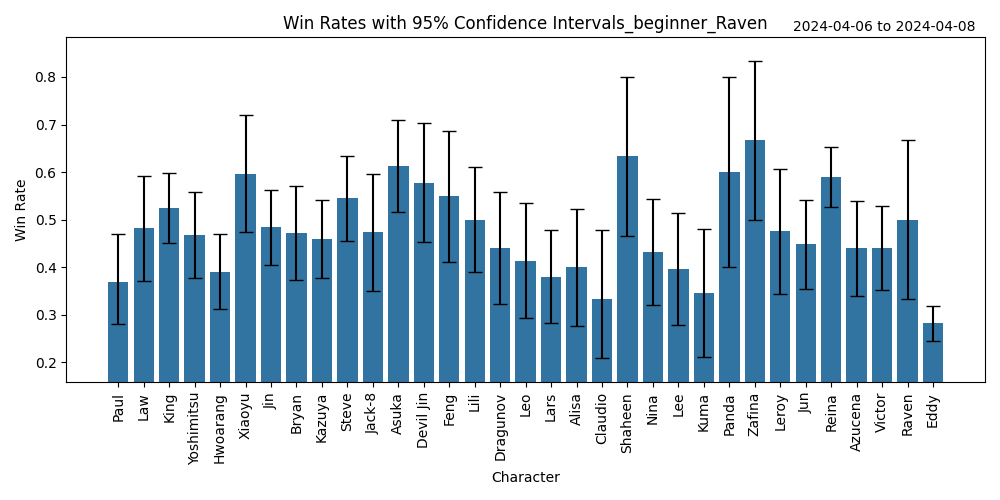 Win Rates with 95% Confidence Intervals_beginner_Raven
2024-04-06 to 2024-04-08
Win Rate
0.8
0.7
0.6
0.5
0.4
0.3
0.2
Paul
Law
King
Yoshimitsu
Hwoarang
Xiaoyu
Jin
Bryan
Kazuya
Steve
Jack-8
Asuka
Devil Jin
Feng
Lili
Dragunov
Leo
Lars
Alisa
Claudio
Shaheen
Nina
Lee
Kuma
Panda
Zafina
Leroy
Jun
Reina
Azucena
Victor
Raven
Eddy
Character